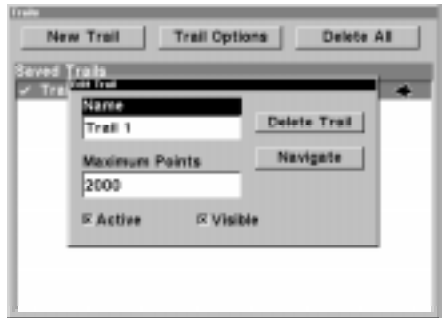 Trails
New Trail Trail Options Delete All
Saved Trails
Trai
Edit Trail
Name
Trail 1
Delete Trail
Maximum Points
Navigate
2000
Active Visible